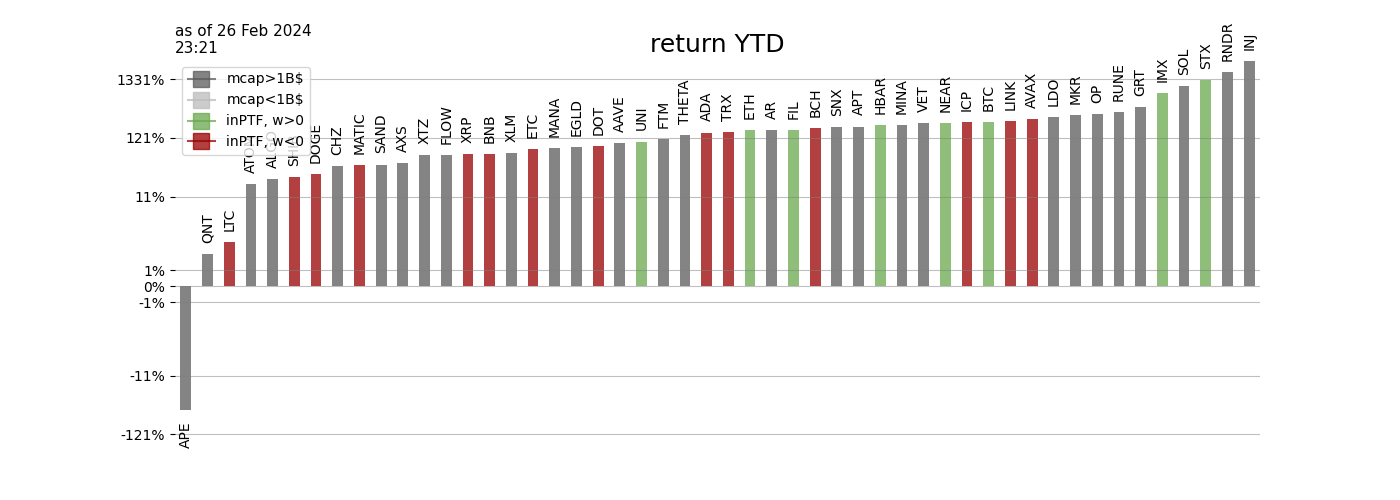 as of 26 Feb 2024
23:21
return YTD
mcap>1B$
mcap<1B$
inPTF, w>0
inPTF, w<0
1331%
121%
11%
1%
0%
-1%
-11%
-121%
APE
QNT
LTC
DOGE
CHZ
MATIC
SAND
AXS
XTZ
FLOW
XRP
BNB
XLM
ETC
MANA
EGLD
DOT
AAVE
UNI
FTM
THETA
ADA
TRX
ETH
AR
FIL
BCH
SNX
APT
HBAR
MINA
VET
NEAR
ICP
BTC
LINK
AVAX
LDO
MKR
OP
RUNE
GRT
IMX
SOL
STX
RNDR
INJ